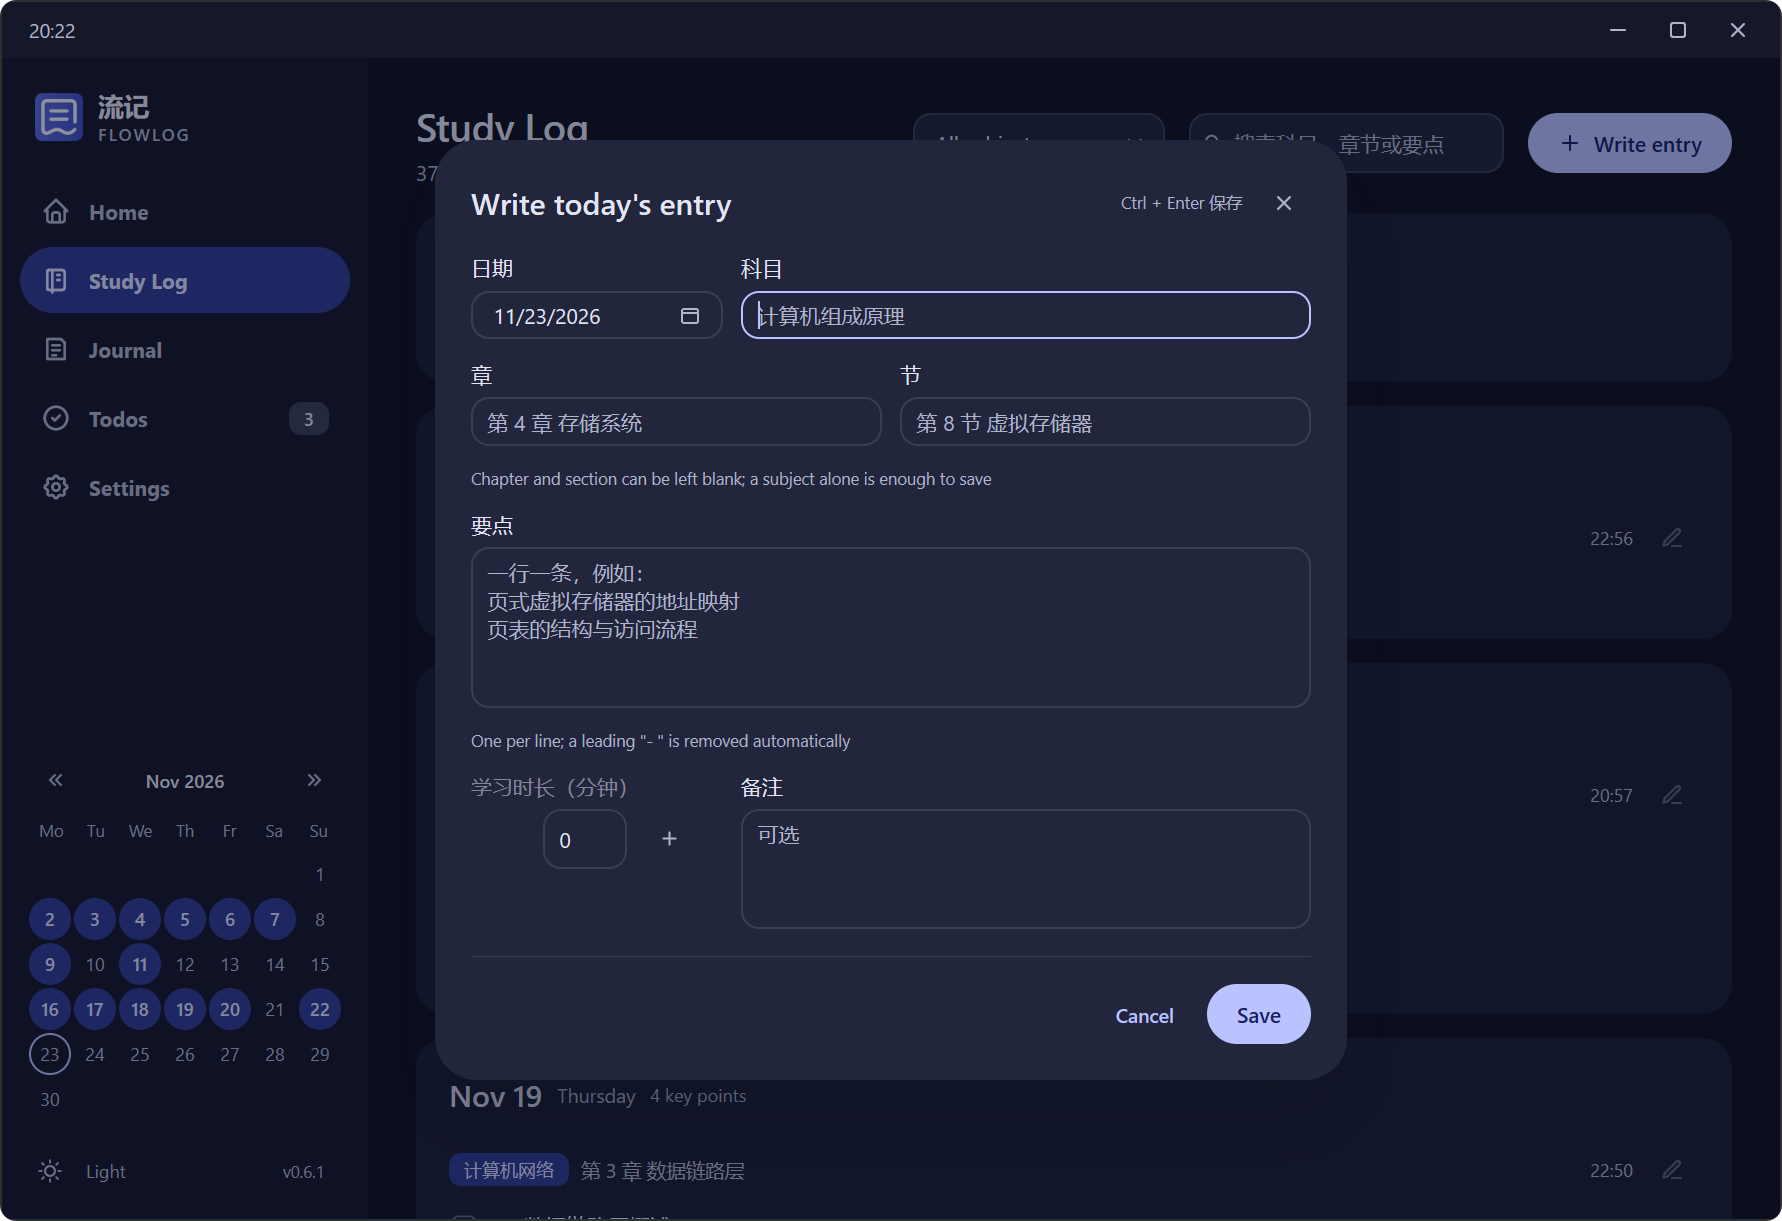 20:22
流记
FLOWLOG
Home
Study Log
Journal
Todos
3
Settings
Nov 2026
Mo Tu We Th Fr Sa Su
1
2 3 4 5 6 7 8
9 10 11 12 13 14 15
16 17 18 19 20 21 22
23 24 25 26 27 28 29
30
Light
v0.6.1
Study Log
37
章节或要点
Write entry
Write today's entry
Ctrl + Enter 保存
日期
科目
11/23/2026
计算机组成原理
章
节
第 4 章 存储系统
第 8 节 虚拟存储器
Chapter and section can be left blank; a subject alone is enough to save
要点
一行一条，例如：
页式虚拟存储器的地址映射
页表的结构与访问流程
One per line; a leading "- " is removed automatically
学习时长（分钟）
备注
0
可选
Cancel
Save
22:56
20:57
Nov 19 Thursday 4 key points
计算机网络 第 3 章 数据链路层
22:50